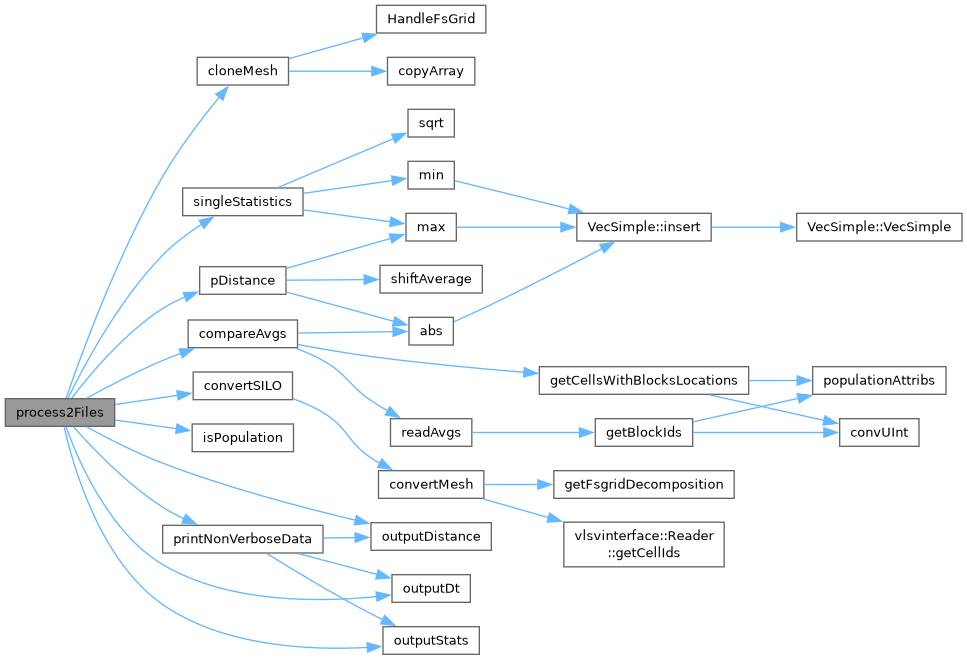 HandleFsGrid
cloneMesh
copyArray
sqrt
min
singleStatistics
max
VecSimple::insert
VecSimple::VecSimple
pDistance
shiftAverage
abs
compareAvgs
getCellsWithBlocksLocations
populationAttribs
convertSILO
process2Files
isPopulation
readAvgs
getBlockIds
convUInt
convertMesh
getFsgridDecomposition
printNonVerboseData
outputDistance
vlsvinterface::Reader
::getCellIds
outputDt
outputStats